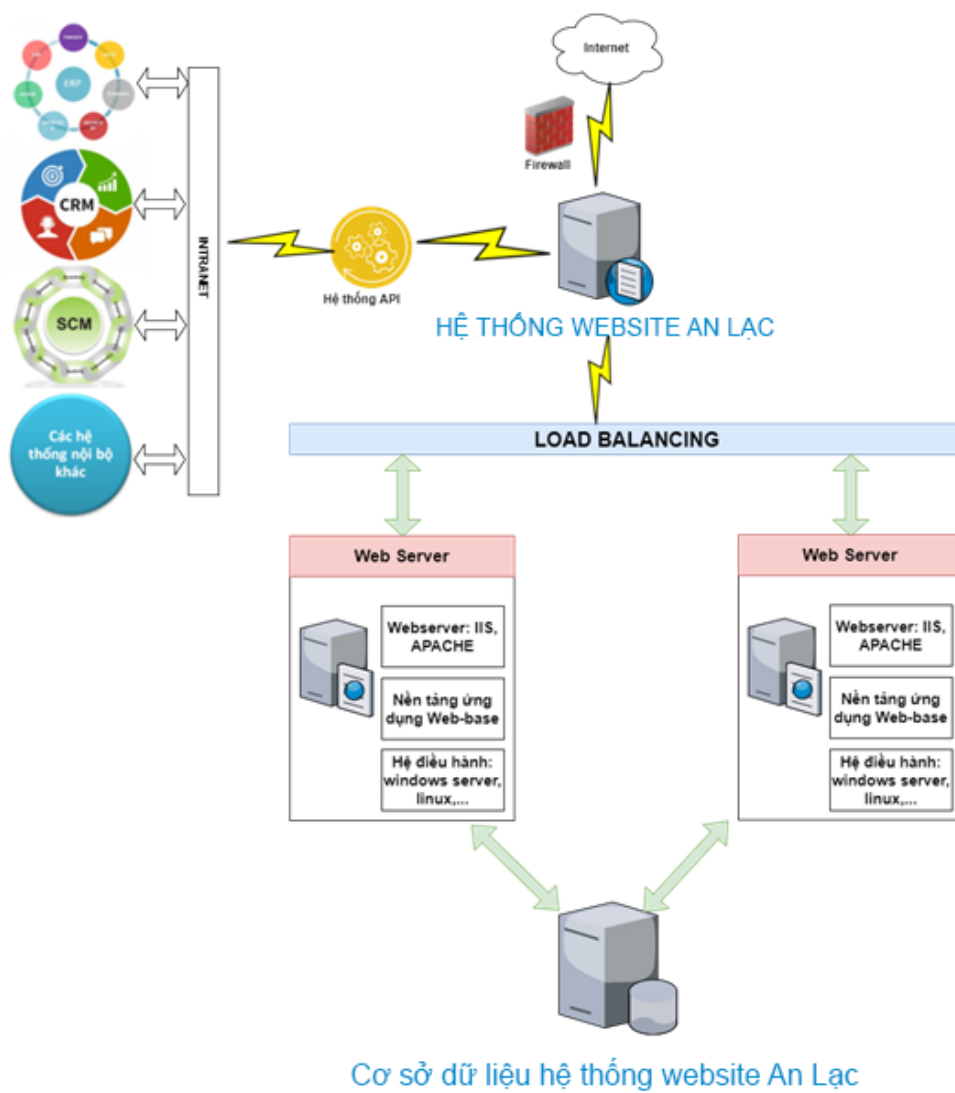 Internet
Firewall
ERP
CRM
INTRANET
Hệ thống API
HỆ THỐNG WEBSITE AN LẠC
SCM
Các hệ
thống nội bộ
khác
LOAD BALANCING
Web Server
Webserver: IIS,
APACHE
Nền tảng ứng
dụng Web-base
Hệ điều hành:
windows server,
linux,...
Web Server
Webserver: IIS,
APACHE
Nền tảng ứng
dụng Web-base
Hệ điều hành:
windows server,
linux,...
Cơ sở dữ liệu hệ thống website An Lạc